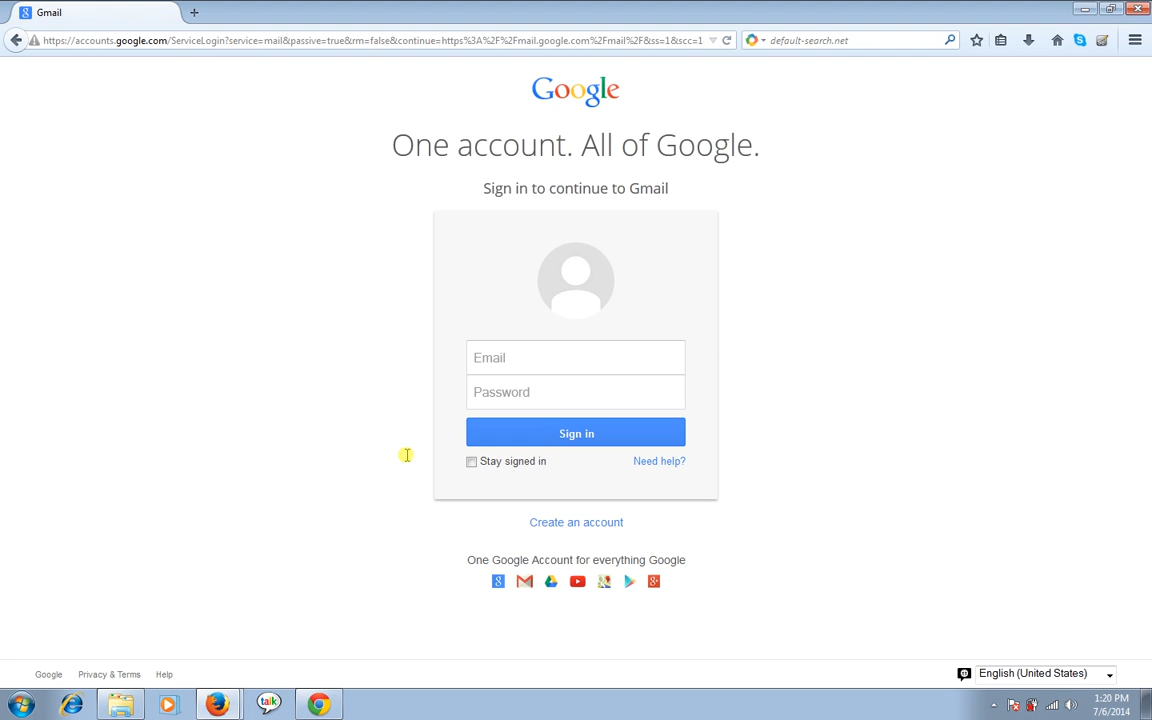 Gmail
https://accounts.google.com/ServiceLogin?service=mail&passive=true&rm=false&continue=https%3A%2F%2Fmail.google.com%2Fmail%2F&ss=1&scc=1
default-search.net
Google
One account. All of Google.
Sign in to continue to Gmail
Email
Password
Sign in
Stay signed in
Need help?
Create an account
One Google Account for everything Google
Google
Privacy & Terms
Help
English (United States)
talk
1:20 PM
7/6/2014